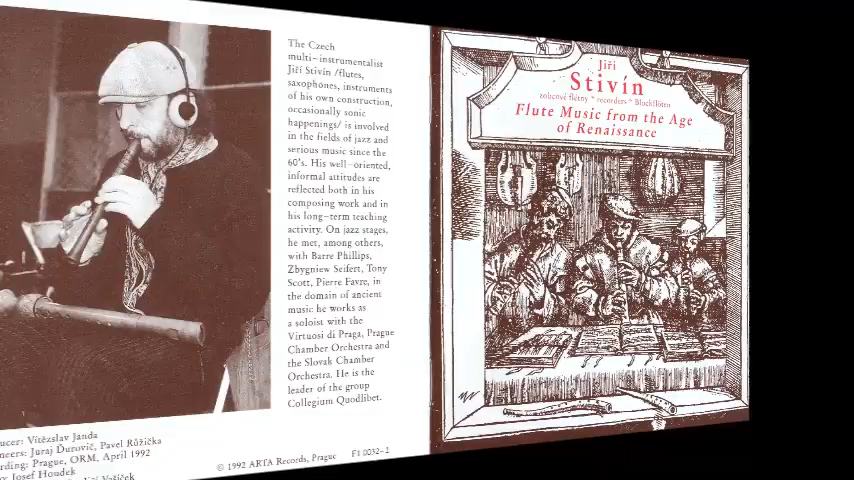 The Czech
multi-instrumentalist
Jiří Stivín /flutes,
saxophones, instruments
of his own construction,
occasionally sonic
happenings/ is involved
in the fields of jazz and
serious music since the
60's. His well-oriented,
informal attitudes are
reflected both in his
composing work and in
his long-term teaching
activity. On jazz stages,
he met, among others,
with Barre Phillips,
Zbygniew Seifert, Tony
Scott, Pierre Favre, in
the domain of ancient
music he works as
a soloist with the
Virtuosi di Praga, Prague
Chamber Orchestra and
the Slovak Chamber
Orchestra. He is the
leader of the group
Collegium Quodlibet.
ucer: Vítězslav Janda
neers: Juraj Ďurovič, Pavel Růžička
rding: Prague, ORM, April 1992
Josef Houdek
© 1992 ARTA Records, Prague F1 0032-2
Jiří
Stivín
zobcové flétny * recorders * Blockflöten
Flute Music from the Age
of Renaissance